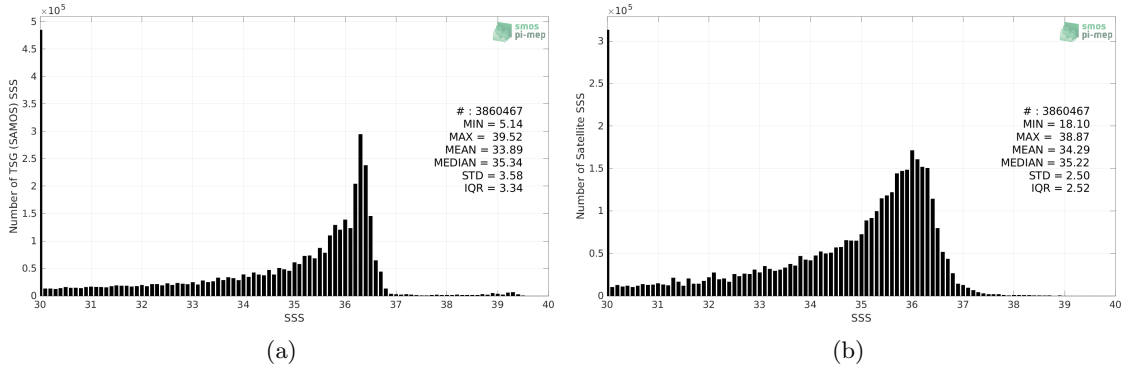 ×10^5
5
4.5
4
3.5
3
2.5
2
1.5
1
0.5
0
30 31 32 33 34 35 36 37 38 39 40
SSS
Number of TSG (SAMOS) SSS
smos
pi-mep
# : 3860467
MIN = 5.14
MAX = 39.52
MEAN = 33.89
MEDIAN = 35.34
STD = 3.58
IQR = 3.34
(a)
×10^5
3
2.5
2
1.5
1
0.5
0
30 31 32 33 34 35 36 37 38 39 40
SSS
Number of Satellite SSS
smos
pi-mep
# : 3860467
MIN = 18.10
MAX = 38.87
MEAN = 34.29
MEDIAN = 35.22
STD = 2.50
IQR = 2.52
(b)